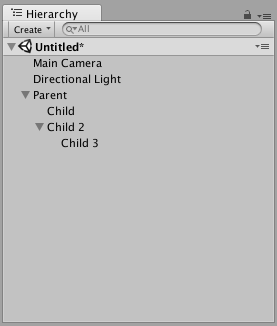 Hierarchy
Create All
Untitled*
Main Camera
Directional Light
Parent
Child
Child 2
Child 3